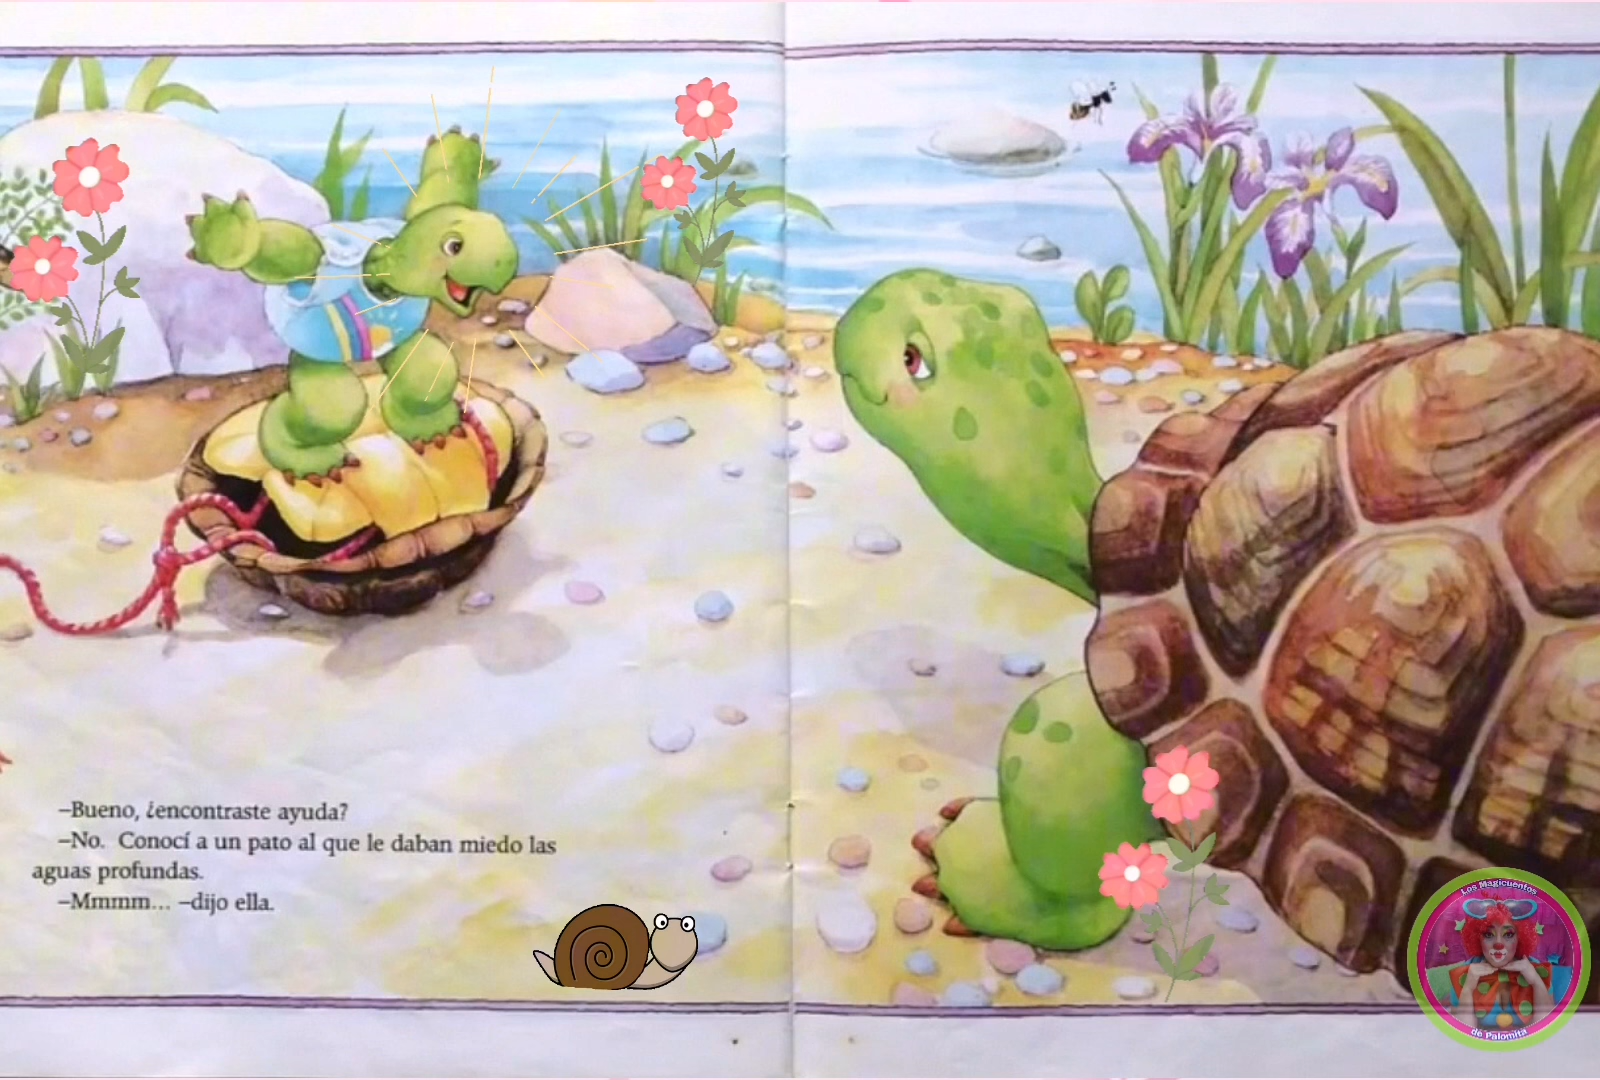 –Bueno, ¿encontraste ayuda?
–No. Conocí a un pato al que le daban miedo las
aguas profundas.
–Mmmm... –dijo ella.
Los Magicuentos
de Palomita